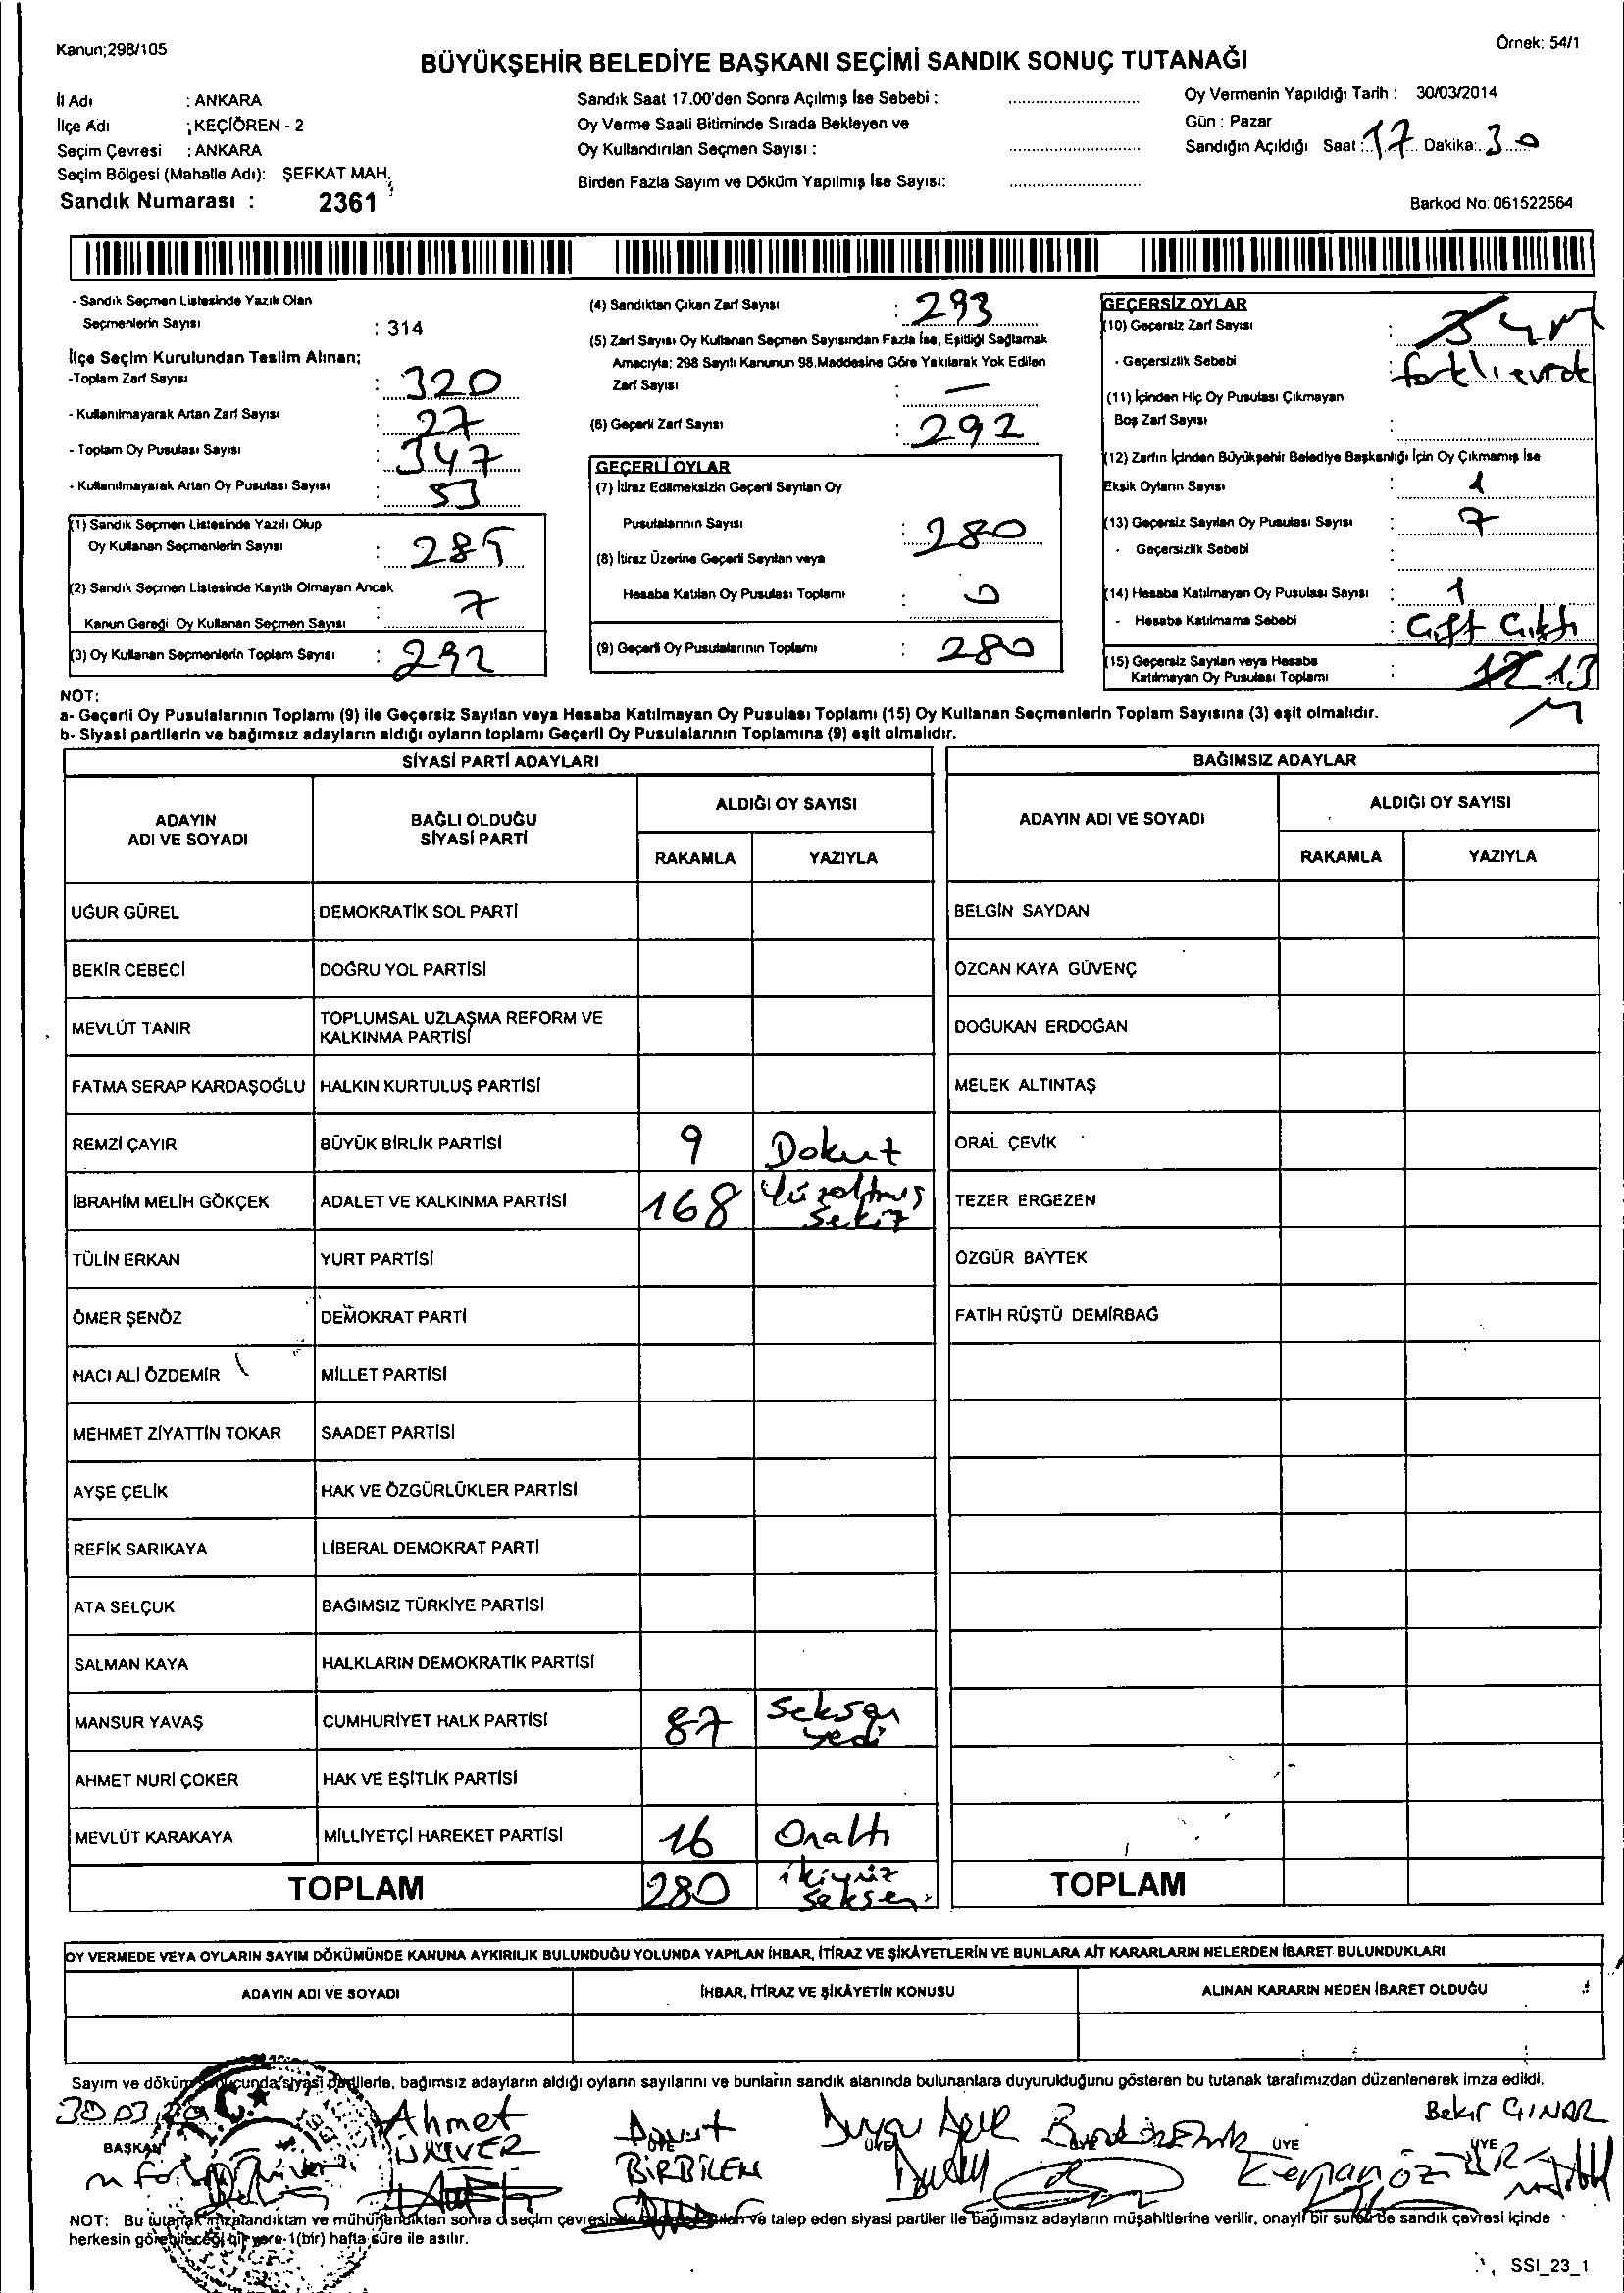 Kanun;298/105
Örnek: 54/1
BÜYÜKŞEHİR BELEDİYE BAŞKANI SEÇİMİ SANDIK SONUÇ TUTANAĞI
İl Adı : ANKARA
İlçe Adı : KEÇİÖREN - 2
Seçim Çevresi : ANKARA
Seçim Bölgesi (Mahalle Adı): ŞEFKAT MAH.
Sandık Numarası : 2361
Sandık Saat 17.00'den Sonra Açılmış İse Sebebi :
Oy Verme Saati Bitiminde Sırada Bekleyen ve
Oy Kullandırılan Seçmen Sayısı :
Birden Fazla Sayım ve Döküm Yapılmış İse Sayısı:
Oy Vermenin Yapıldığı Tarih : 30/03/2014
Gün : Pazar
Sandığın Açıldığı Saat : 17 Dakika: 30
Barkod No: 061522564
- Sandık Seçmen Listesinde Yazılı Olan
Seçmenlerin Sayısı : 314
İlçe Seçim Kurulundan Teslim Alınan;
-Toplam Zarf Sayısı : 320
- Kullanılmayarak Artan Zarf Sayısı : 27
- Toplam Oy Pusulası Sayısı : 347
- Kullanılmayarak Artan Oy Pusulası Sayısı : 53
(1) Sandık Seçmen Listesinde Yazılı Olup
Oy Kullanan Seçmenlerin Sayısı : 285
(2) Sandık Seçmen Listesinde Kayıtlı Olmayan Ancak
Kanun Gereği Oy Kullanan Seçmen Sayısı : 7
(3) Oy Kullanan Seçmenlerin Toplam Sayısı : 292
(4) Sandıktan Çıkan Zarf Sayısı : 293
(5) Zarf Sayısı Oy Kullanan Seçmen Sayısından Fazla İse, Eşitliği Sağlamak
Amacıyla; 298 Sayılı Kanunun 98.Maddesine Göre Yakılarak Yok Edilen
Zarf Sayısı : —
(6) Geçerli Zarf Sayısı : 292
GEÇERLİ OYLAR
(7) İtiraz Edilmeksizin Geçerli Sayılan Oy
Pusulalarının Sayısı : 280
(8) İtiraz Üzerine Geçerli Sayılan veya
Hesaba Katılan Oy Pusulası Toplamı : 0
(9) Geçerli Oy Pusulalarının Toplamı : 280
GEÇERSİZ OYLAR
(10) Geçersiz Zarf Sayısı : 4
- Geçersizlik Sebebi :
(11) İçinden Hiç Oy Pusulası Çıkmayan
Boş Zarf Sayısı :
(12) Zarfın İçinden Büyükşehir Belediye Başkanlığı İçin Oy Çıkmamış İse
Eksik Oyların Sayısı : 1
(13) Geçersiz Sayılan Oy Pusulası Sayısı : 7
- Geçersizlik Sebebi :
(14) Hesaba Katılmayan Oy Pusulası Sayısı : 1
- Hesaba Katılmama Sebebi : Çift Çıktı
(15) Geçersiz Sayılan veya Hesaba
Katılmayan Oy Pusulası Toplamı : 13
NOT:
a- Geçerli Oy Pusulalarının Toplamı (9) ile Geçersiz Sayılan veya Hesaba Katılmayan Oy Pusulası Toplamı (15) Oy Kullanan Seçmenlerin Toplam Sayısına (3) eşit olmalıdır.
b- Siyasi partilerin ve bağımsız adayların aldığı oyların toplamı Geçerli Oy Pusulalarının Toplamına (9) eşit olmalıdır.
SİYASİ PARTİ ADAYLARI
ADAYIN ADI VE SOYADI
BAĞLI OLDUĞU SİYASİ PARTİ
ALDIĞI OY SAYISI
RAKAMLA YAZIYLA
UĞUR GÜREL DEMOKRATİK SOL PARTİ
BEKİR CEBECİ DOĞRU YOL PARTİSİ
MEVLÜT TANIR TOPLUMSAL UZLAŞMA REFORM VE
KALKINMA PARTİSİ
FATMA SERAP KARDAŞOĞLU HALKIN KURTULUŞ PARTİSİ
REMZİ ÇAYIR BÜYÜK BİRLİK PARTİSİ 9 Dokuz
İBRAHİM MELİH GÖKÇEK ADALET VE KALKINMA PARTİSİ 168 Yüzaltmış
Sekiz
TÜLİN ERKAN YURT PARTİSİ
ÖMER ŞENÖZ DEMOKRAT PARTİ
HACI ALİ ÖZDEMİR MİLLET PARTİSİ
MEHMET ZİYATTİN TOKAR SAADET PARTİSİ
AYŞE ÇELİK HAK VE ÖZGÜRLÜKLER PARTİSİ
REFİK SARIKAYA LİBERAL DEMOKRAT PARTİ
ATA SELÇUK BAĞIMSIZ TÜRKİYE PARTİSİ
SALMAN KAYA HALKLARIN DEMOKRATİK PARTİSİ
MANSUR YAVAŞ CUMHURİYET HALK PARTİSİ 87 Seksen
yedi
AHMET NURİ ÇOKER HAK VE EŞİTLİK PARTİSİ
MEVLÜT KARAKAYA MİLLİYETÇİ HAREKET PARTİSİ 16 Onaltı
TOPLAM 280 ikiyüz
seksen
BAĞIMSIZ ADAYLAR
ADAYIN ADI VE SOYADI
ALDIĞI OY SAYISI
RAKAMLA YAZIYLA
BELGİN SAYDAN
ÖZCAN KAYA GÜVENÇ
DOĞUKAN ERDOĞAN
MELEK ALTINTAŞ
ORAL ÇEVİK
TEZER ERGEZEN
ÖZGÜR BAYTEK
FATİH RÜŞTÜ DEMİRBAĞ
TOPLAM
OY VERMEDE VEYA OYLARIN SAYIM DÖKÜMÜNDE KANUNA AYKIRILIK BULUNDUĞU YOLUNDA YAPILAN İHBAR, İTİRAZ VE ŞİKÂYETLERİN VE BUNLARA AİT KARARLARIN NELERDEN İBARET BULUNDUKLARI
ADAYIN ADI VE SOYADI İHBAR, İTİRAZ VE ŞİKÂYETİN KONUSU ALINAN KARARIN NEDEN İBARET OLDUĞU
Sayım ve döküm sonucunda siyasi partilerle, bağımsız adayların aldığı oyların sayılarını ve bunların sandık alanında bulunanlara duyurulduğunu gösteren bu tutanak tarafımızdan düzenlenerek imza edildi.
BAŞKAN
Ahmet
ÜNVER
Davut
BİRBİLEN
ÜYE
ÜYE
Kenan ÖZTÜRK
ÜYE
Bekir ÇINAR
ÜYE
NOT: Bu tutanak imzalandıktan ve mühürlendikten sonra o seçim çevresinde ve talep eden siyasi partiler ile bağımsız adayların müşahitlerine verilir, onaylı bir sureti de sandık çevresi içinde
herkesin görebileceği bir yere 1(bir) hafta süre ile asılır.
SSI_23_1